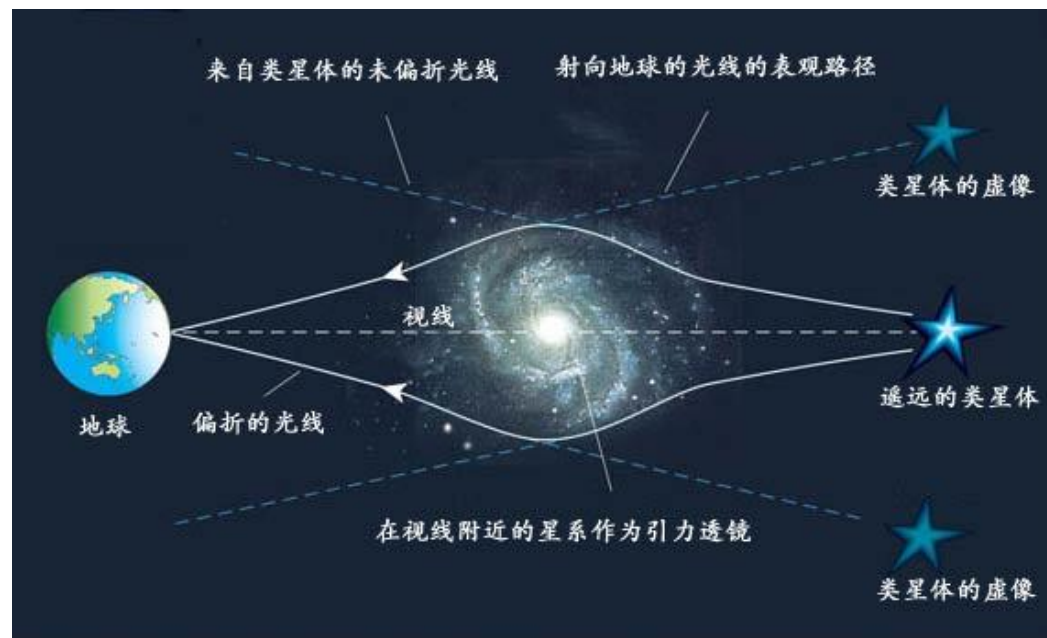 来自类星体的未偏折光线
射向地球的光线的表观路径
类星体的虚像
视线
遥远的类星体
地球
偏折的光线
在视线附近的星系作为引力透镜
类星体的虚像